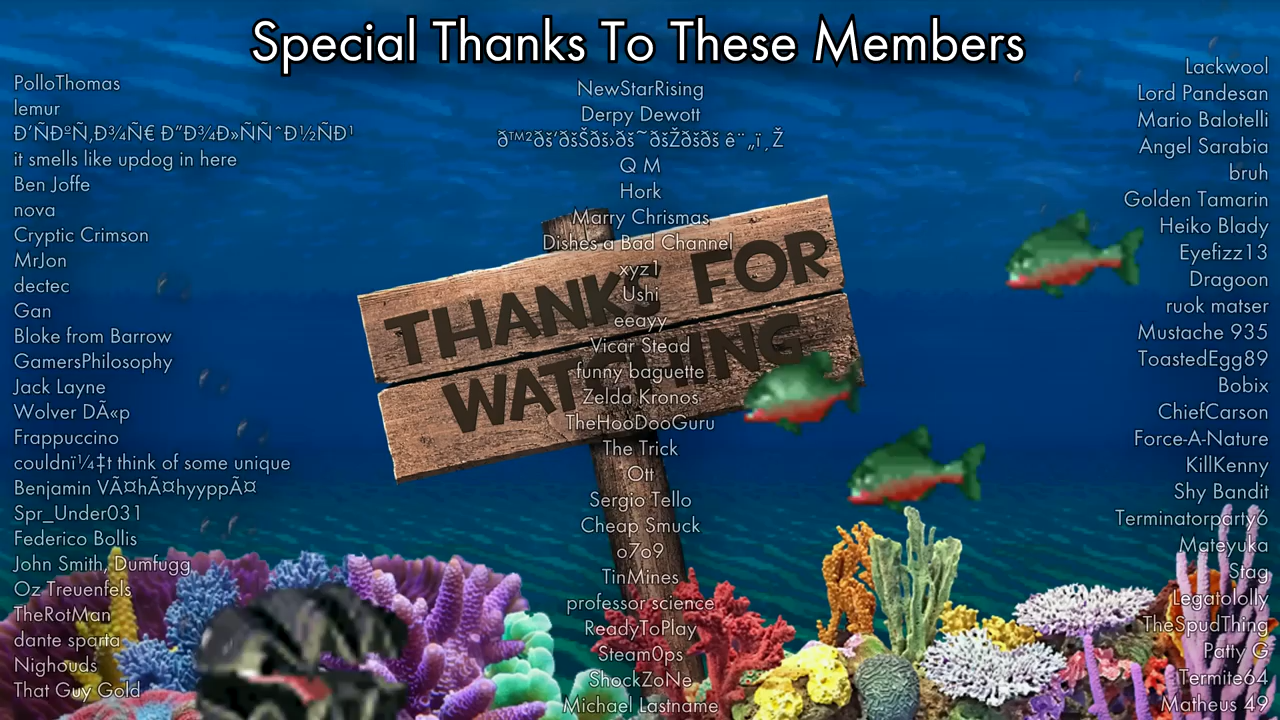 Special Thanks To These Members
PolloThomas
lemur
Ð’ÑÐºÑ‚Ð¾Ñ€ Ð”Ð¾Ð»ÑÑˆÐ½ÑÐ¹
it smells like updog in here
Ben Joffe
nova
Cryptic Crimson
MrJon
dectec
Gan
Bloke from Barrow
GamersPhilosophy
Jack Layne
Wolver DÃ«p
Frappuccino
couldnï¼‡t think of some unique
Benjamin VÃ¤hÃ¤hyyppÃ¤
Spr_Under031
Federico Bollis
John Smith, Dumfugg
Oz Treuenfels
TheRotMan
dante sparta
Nighouds
That Guy Gold
NewStarRising
Derpy Dewott
Q M
Hork
Marry Chrismas
Dishes a Bad Channel
xyz1
Ushi
eeayy
Vicar Stead
funny baguette
Zelda Kronos
TheHooDooGuru
The Trick
Ott
Sergio Tello
Cheap Smuck
o7o9
TinMines
professor science
ReadyToPlay
Steam0ps
ShockZoNe
Michael Lastname
THANKS FOR
WATCHING
Lackwool
Lord Pandesan
Mario Balotelli
Angel Sarabia
bruh
Golden Tamarin
Heiko Blady
Eyefizz13
Dragoon
ruok matser
Mustache 935
ToastedEgg89
Bobix
ChiefCarson
Force-A-Nature
KillKenny
Shy Bandit
Terminatorparty6
Mateyuka
Stag
Legatololly
TheSpudThing
Patty G
Termite64
Matheus 49